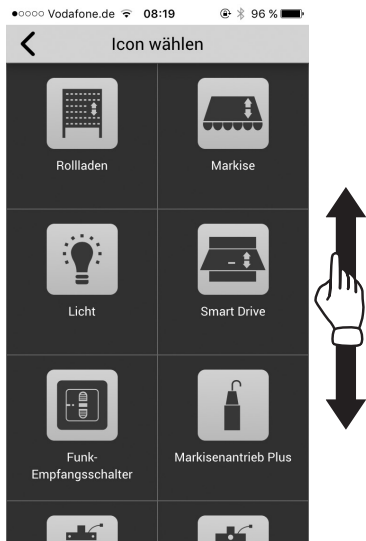 ●○○○○ Vodafone.de 08:19 96 %
Icon wählen
Rollladen Markise
Licht Smart Drive
Funk-
Empfangsschalter
Markisenantrieb Plus